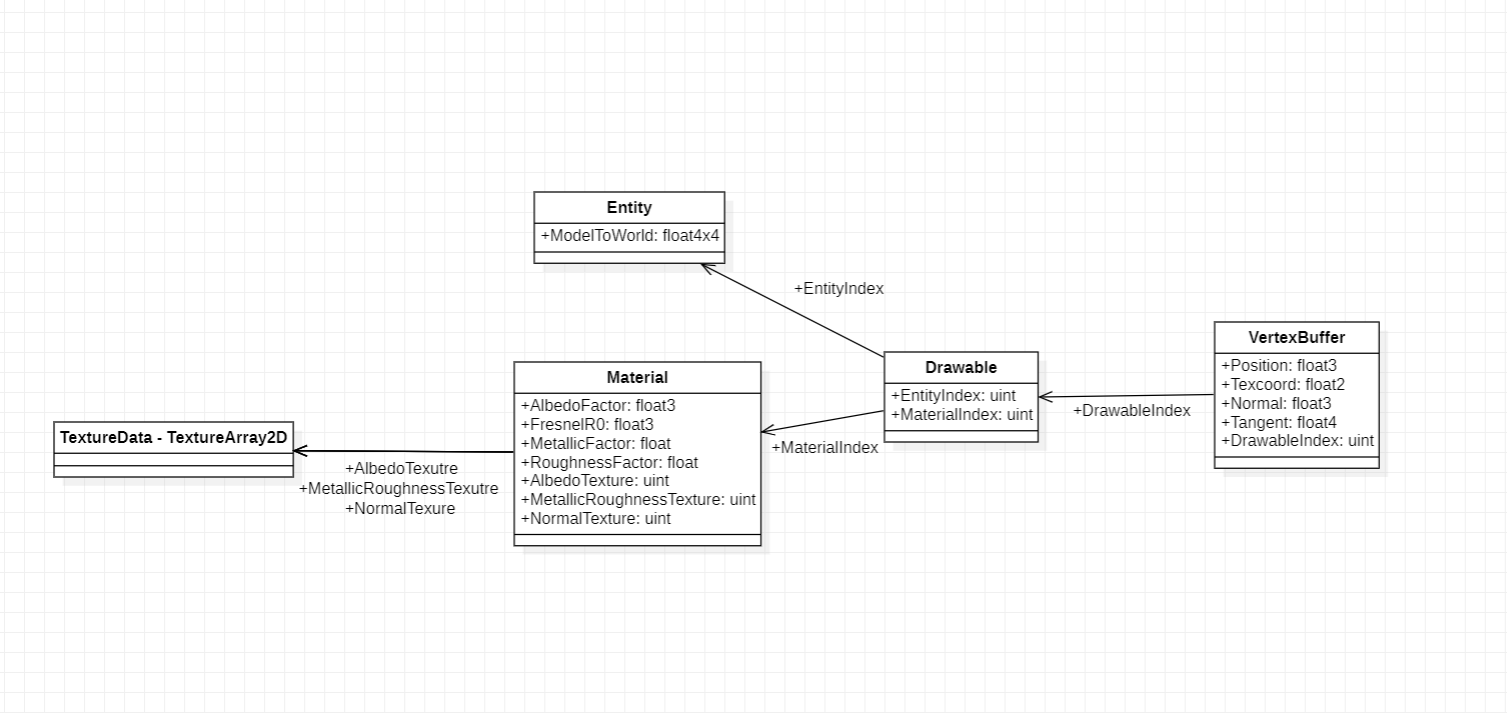 Entity
+ModelToWorld: float4x4
+EntityIndex
VertexBuffer
+Position: float3
+Texcoord: float2
+Normal: float3
+Tangent: float4
+DrawableIndex: uint
Drawable
+EntityIndex: uint
+MaterialIndex: uint
+DrawableIndex
Material
+AlbedoFactor: float3
+FresnelR0: float3
+MetallicFactor: float
+RoughnessFactor: float
+AlbedoTexture: uint
+MetallicRoughnessTexture: uint
+NormalTexture: uint
+MaterialIndex
TextureData - TextureArray2D
+AlbedoTexutre
+MetallicRoughnessTexutre
+NormalTexure